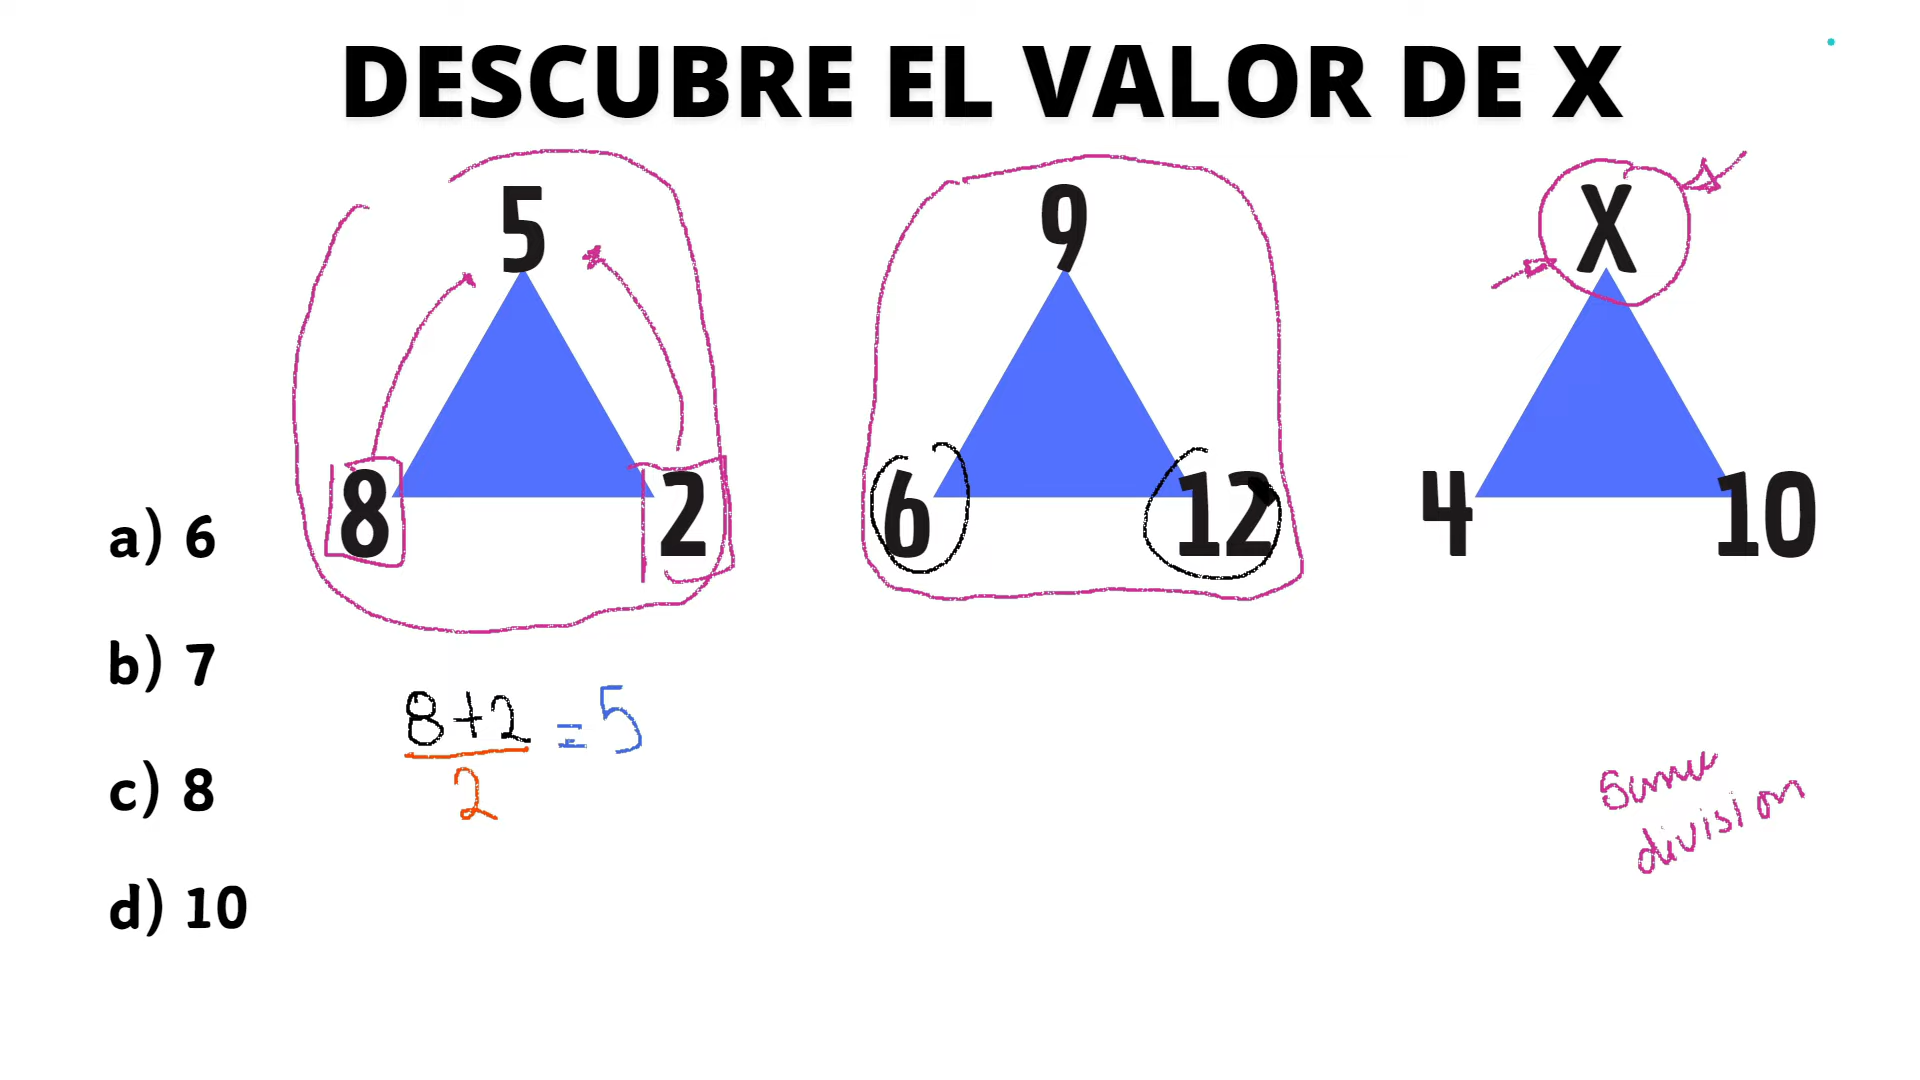 DESCUBRE EL VALOR DE X
5
9
X
8
2
6
12
4
10
a) 6
b) 7
c) 8
d) 10
8+2 = 5
2
suma
division